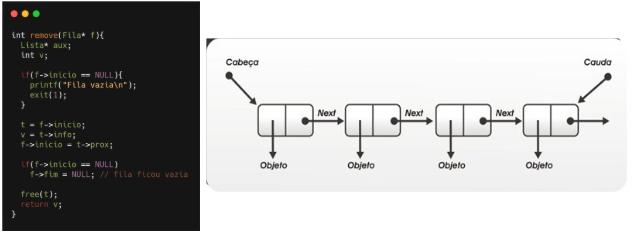 int remove(Fila* f){
  Lista* aux;
  int v;

  if(f->inicio == NULL){
    printf("Fila vazia\n");
    exit(1);
  }

  t = f->inicio;
  v = t->info;
  f->inicio = t->prox;

  if(f->inicio == NULL)
    f->fim = NULL; // fila ficou vazia

  free(t);
  return v;
}
Cabeça
Cauda
Next
Next
Next
Objeto
Objeto
Objeto
Objeto